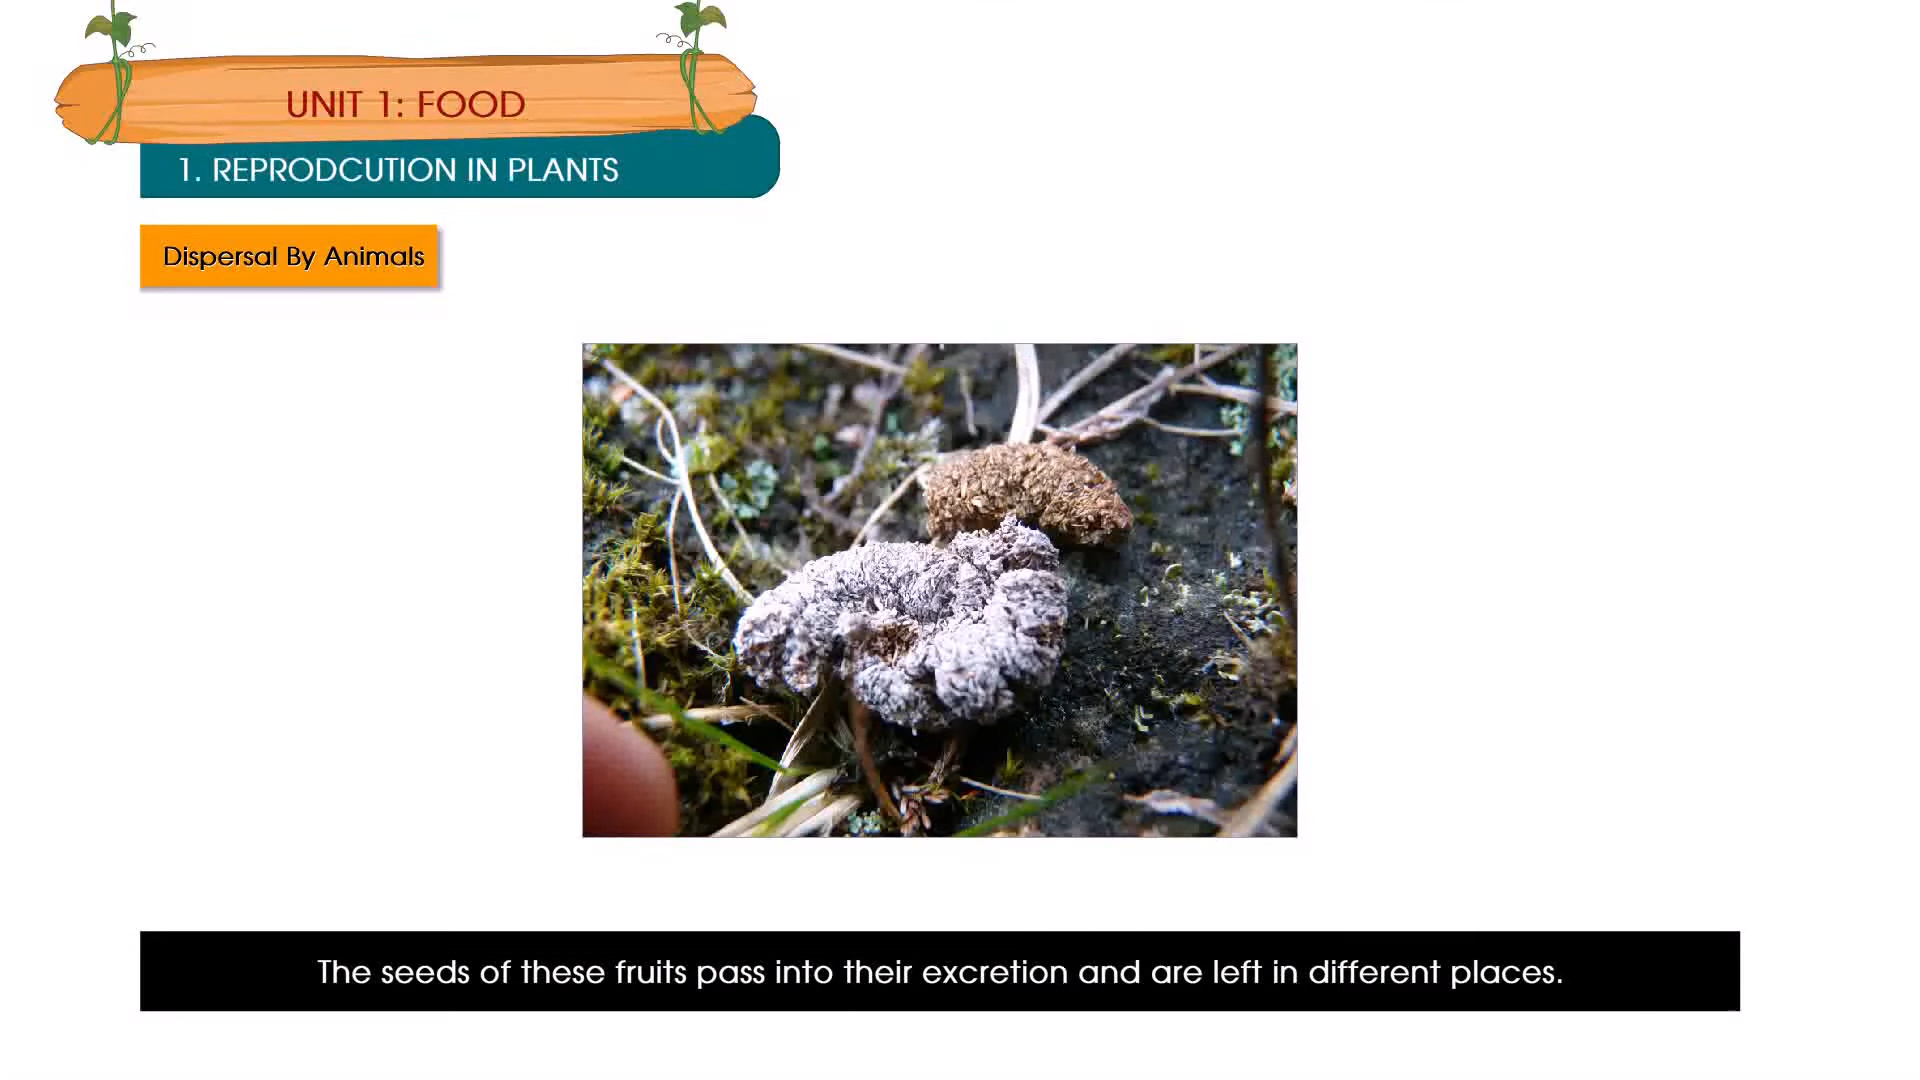 UNIT 1: FOOD
1. REPRODCUTION IN PLANTS
Dispersal By Animals
The seeds of these fruits pass into their excretion and are left in different places.